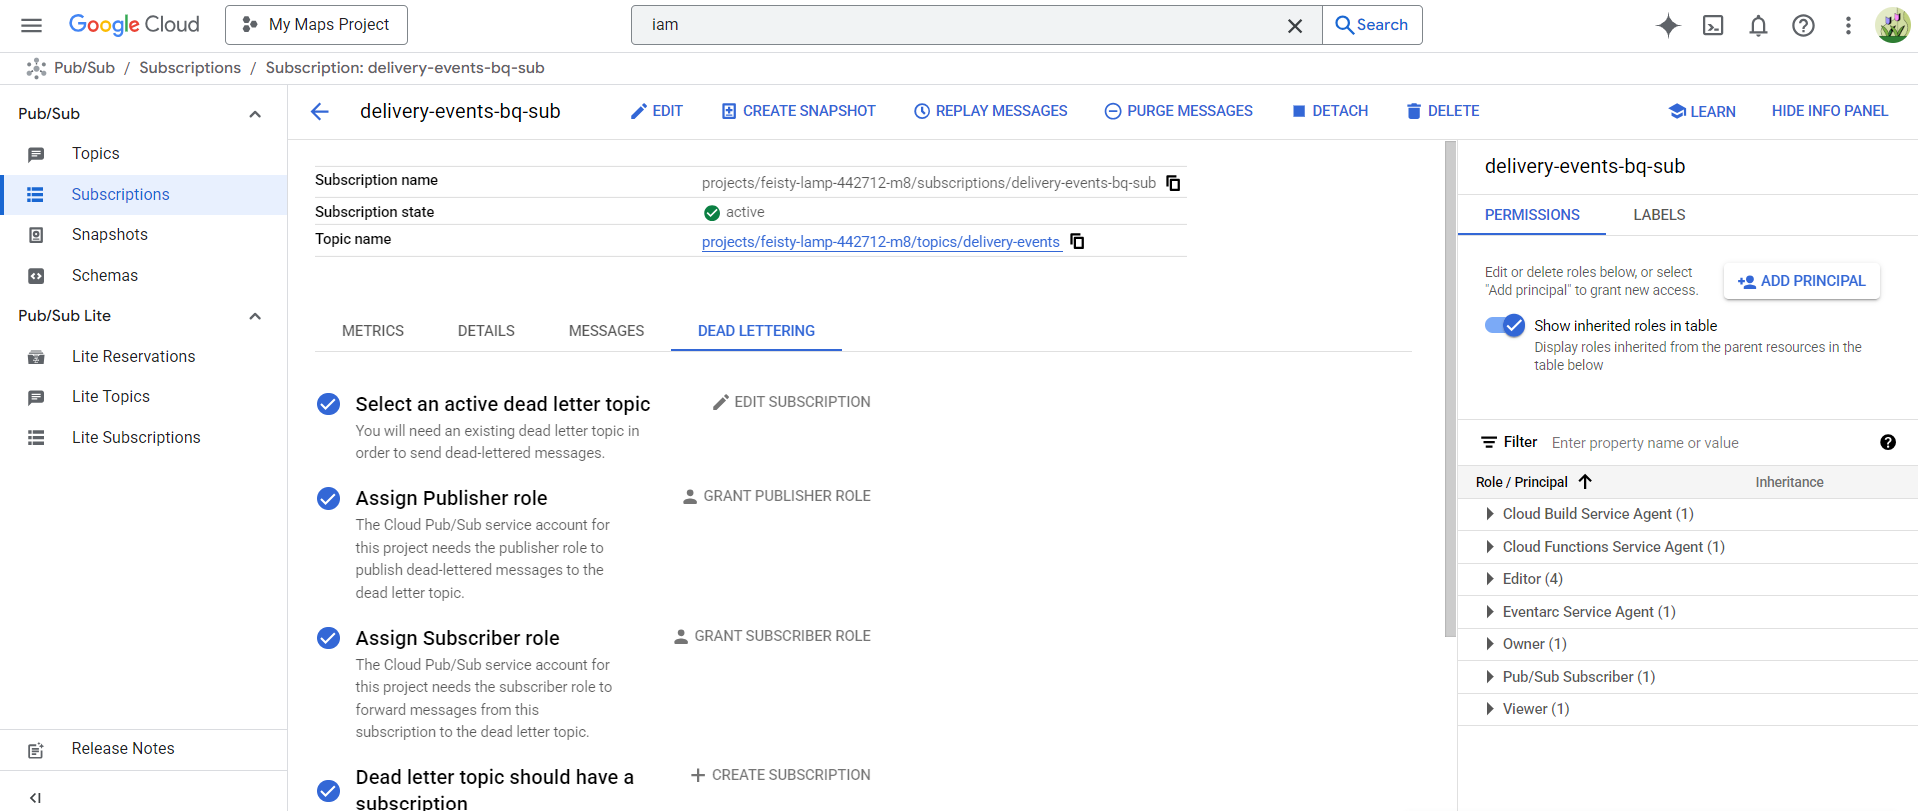 Google Cloud
My Maps Project
iam
Search
Pub/Sub / Subscriptions / Subscription: delivery-events-bq-sub
Pub/Sub
Topics
Subscriptions
Snapshots
Schemas
Pub/Sub Lite
Lite Reservations
Lite Topics
Lite Subscriptions
Release Notes
delivery-events-bq-sub
EDIT
CREATE SNAPSHOT
REPLAY MESSAGES
PURGE MESSAGES
DETACH
DELETE
LEARN
HIDE INFO PANEL
Subscription name
projects/feisty-lamp-442712-m8/subscriptions/delivery-events-bq-sub
Subscription state
active
Topic name
projects/feisty-lamp-442712-m8/topics/delivery-events
METRICS
DETAILS
MESSAGES
DEAD LETTERING
Select an active dead letter topic
EDIT SUBSCRIPTION
You will need an existing dead letter topic in
order to send dead-lettered messages.
Assign Publisher role
GRANT PUBLISHER ROLE
The Cloud Pub/Sub service account for
this project needs the publisher role to
publish dead-lettered messages to the
dead letter topic.
Assign Subscriber role
GRANT SUBSCRIBER ROLE
The Cloud Pub/Sub service account for
this project needs the subscriber role to
forward messages from this
subscription to the dead letter topic.
Dead letter topic should have a
subscription
CREATE SUBSCRIPTION
delivery-events-bq-sub
PERMISSIONS
LABELS
Edit or delete roles below, or select
"Add principal" to grant new access.
ADD PRINCIPAL
Show inherited roles in table
Display roles inherited from the parent resources in the
table below
Filter
Enter property name or value
Role / Principal
Inheritance
Cloud Build Service Agent (1)
Cloud Functions Service Agent (1)
Editor (4)
Eventarc Service Agent (1)
Owner (1)
Pub/Sub Subscriber (1)
Viewer (1)